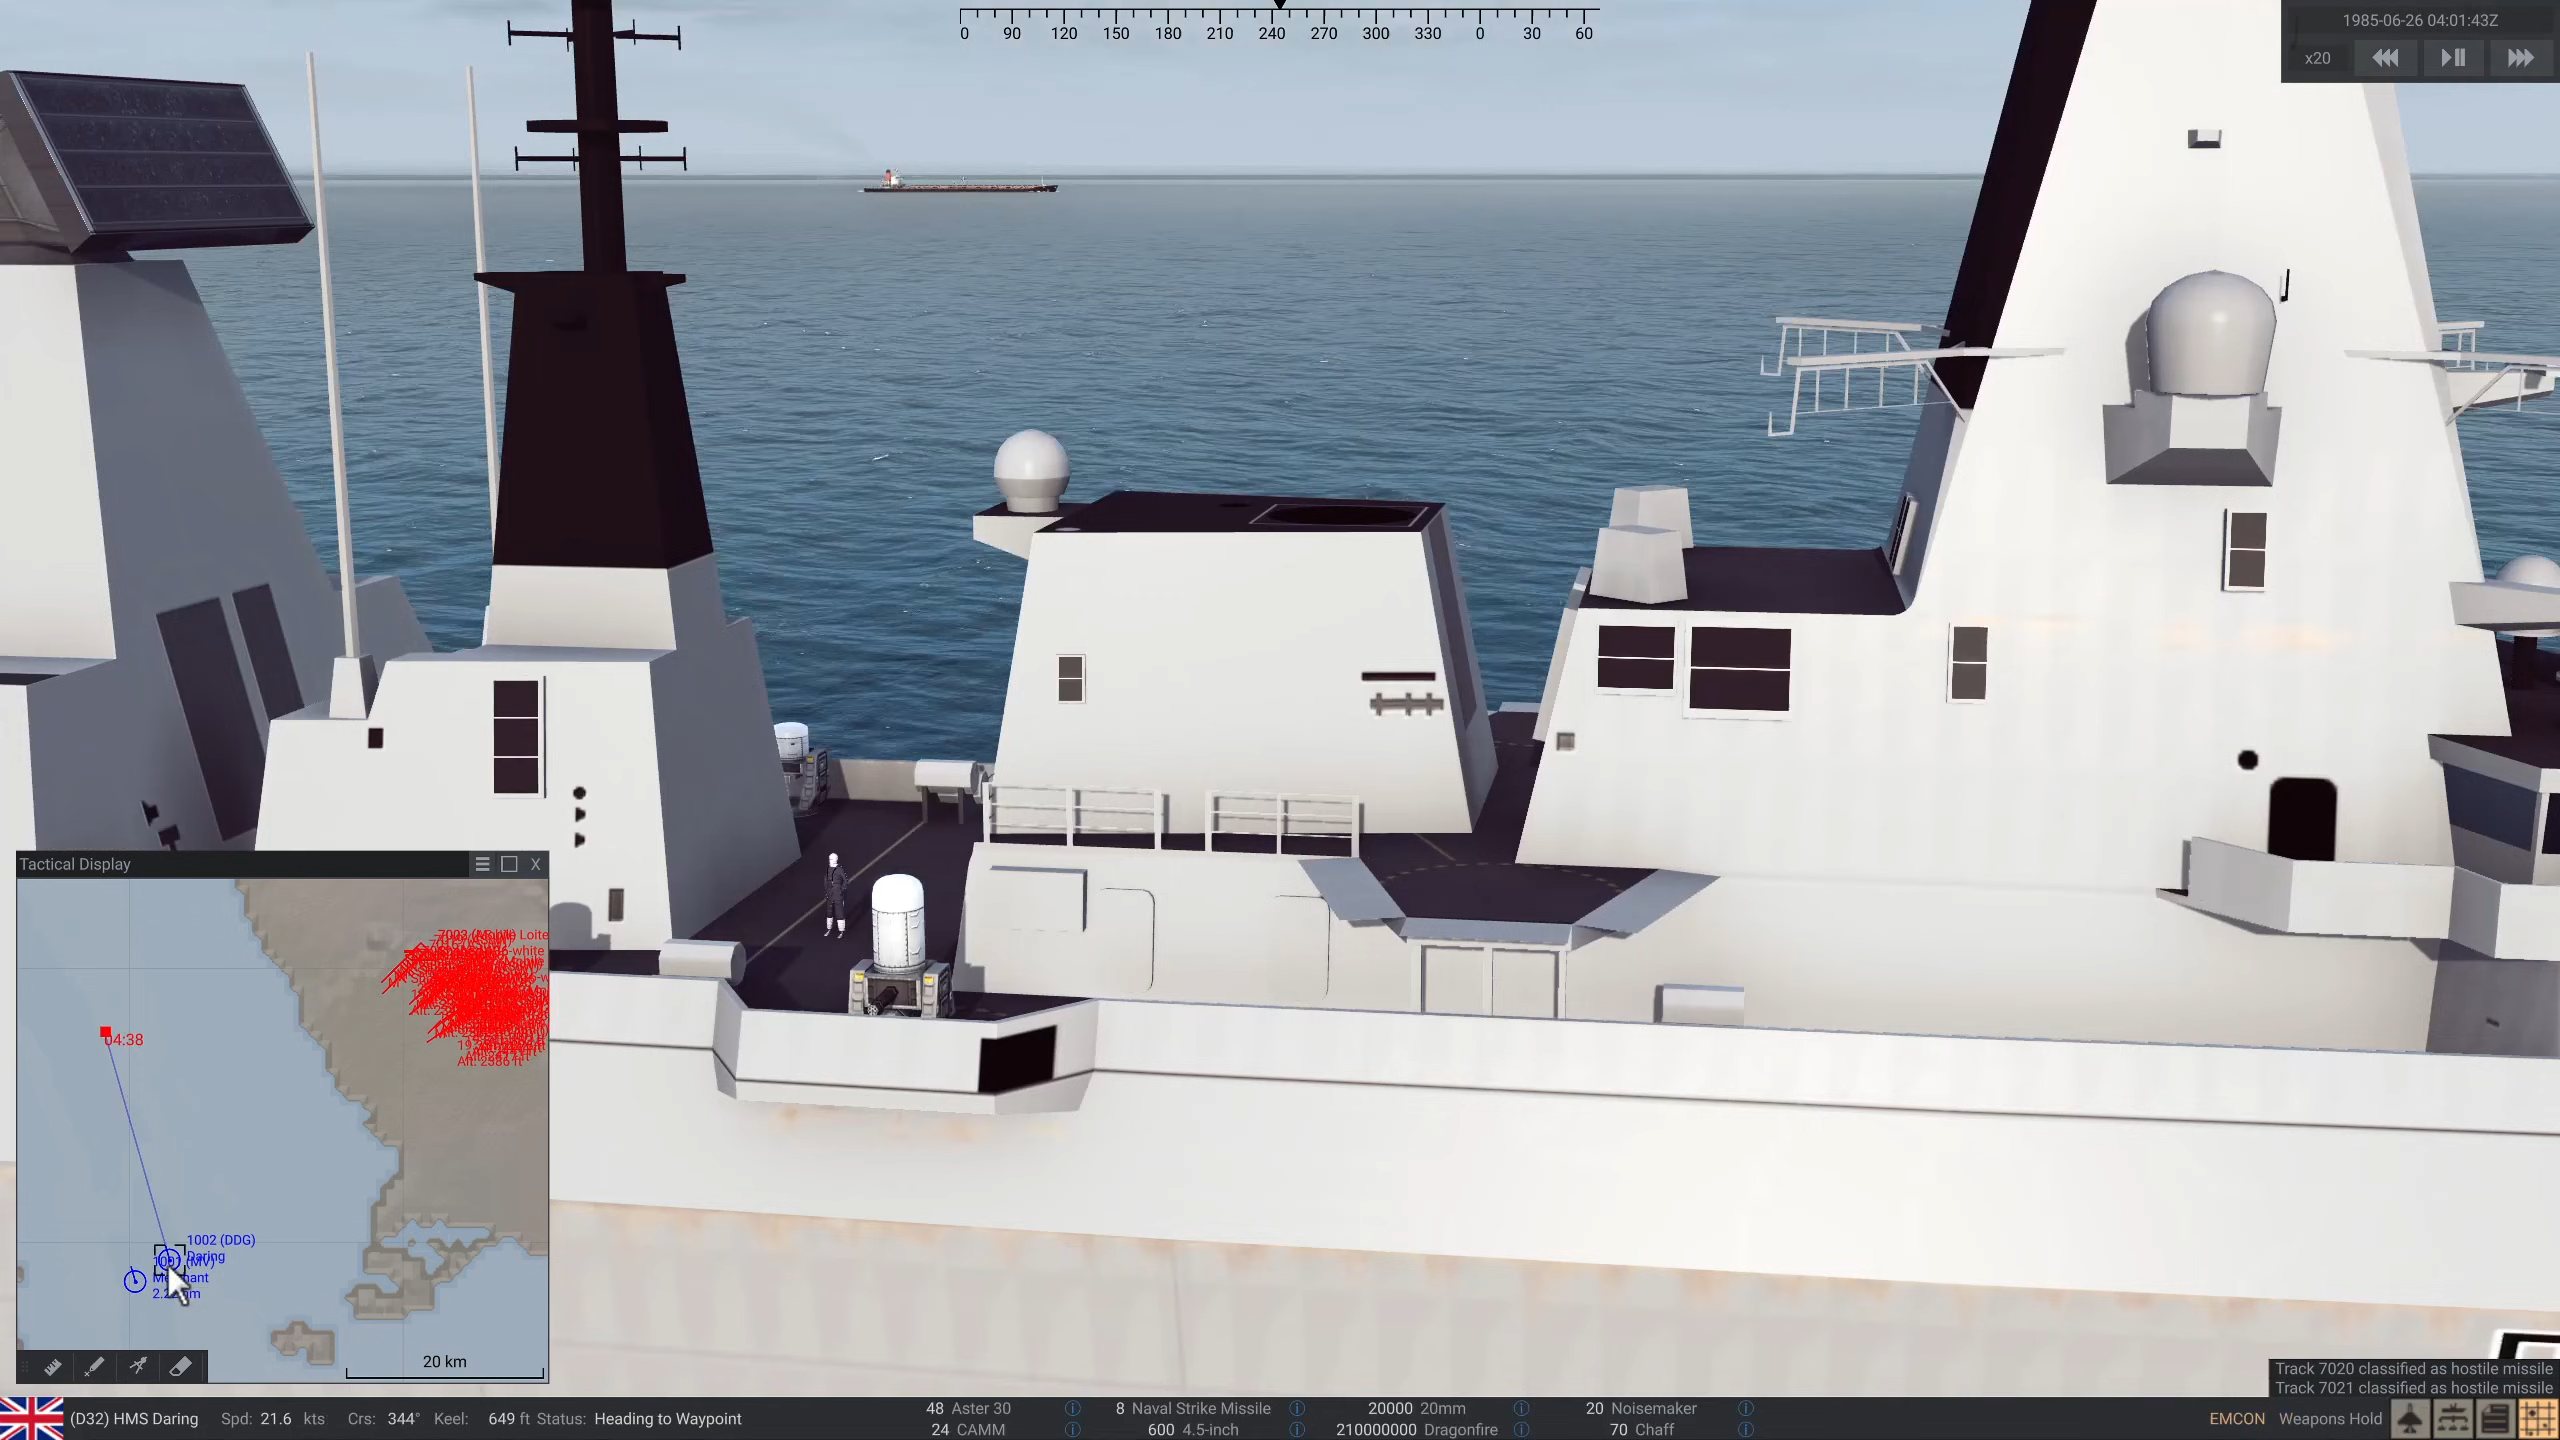 0 90 120 150 180 210 240 270 300 330 0 30 60
1985-06-26 04:01:43Z
x20
Tactical Display
X
04:38
1002 (DDG)
Daring
20 km
Track 7020 classified as hostile missile
Track 7021 classified as hostile missile
(D32) HMS Daring Spd: 21.6 kts Crs: 344° Keel: 649 ft Status: Heading to Waypoint
48 Aster 30 8 Naval Strike Missile 20000 20mm 20 Noisemaker
24 CAMM 600 4.5-inch 210000000 Dragonfire 70 Chaff
EMCON Weapons Hold